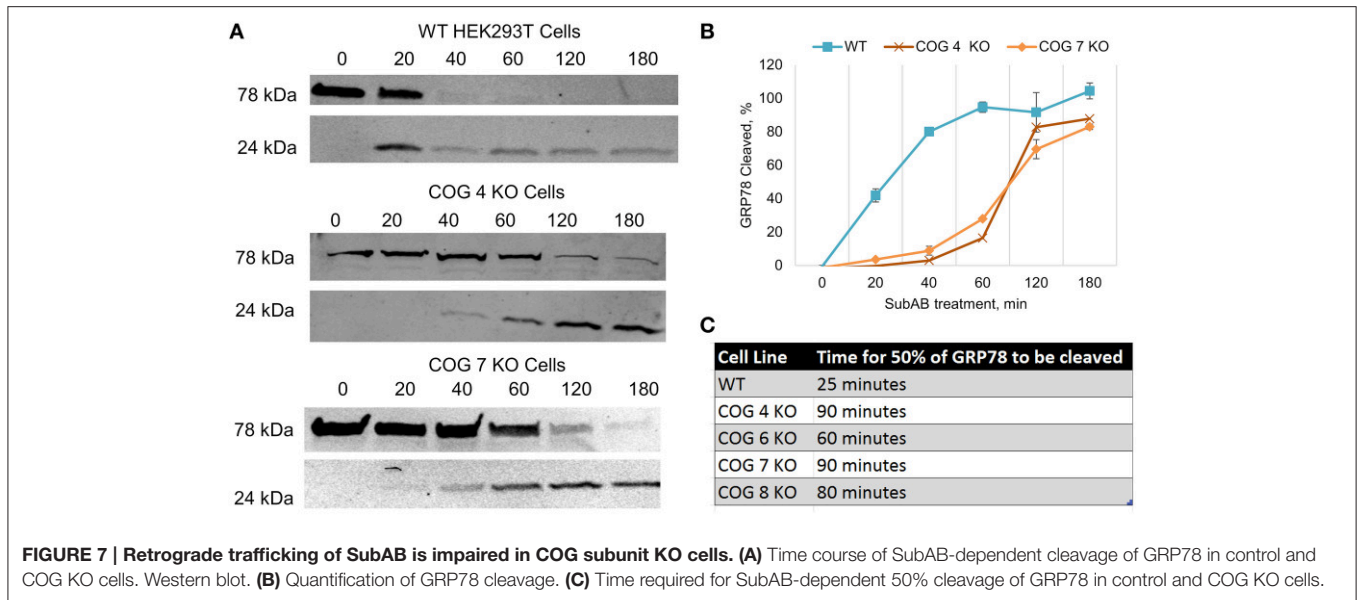 A
WT HEK293T Cells
0 20 40 60 120 180
78 kDa
24 kDa
COG 4 KO Cells
0 20 40 60 120 180
78 kDa
24 kDa
COG 7 KO Cells
0 20 40 60 120 180
78 kDa
24 kDa
B
WT COG 4 KO COG 7 KO
GRP78 Cleaved, %
120
100
80
60
40
20
0
0 20 40 60 120 180
SubAB treatment, min
C
Cell Line Time for 50% of GRP78 to be cleaved
WT 25 minutes
COG 4 KO 90 minutes
COG 6 KO 60 minutes
COG 7 KO 90 minutes
COG 8 KO 80 minutes
FIGURE 7 | Retrograde trafficking of SubAB is impaired in COG subunit KO cells. (A) Time course of SubAB-dependent cleavage of GRP78 in control and
COG KO cells. Western blot. (B) Quantification of GRP78 cleavage. (C) Time required for SubAB-dependent 50% cleavage of GRP78 in control and COG KO cells.